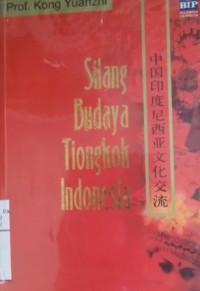 Prof. Kong Yuanzhi
BIP
Silang
Budaya
Tiongkok
Indonesia
中国印度尼西亚文化交流